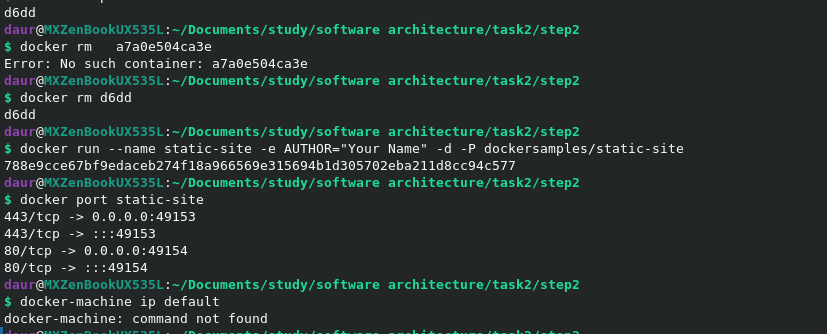 d6dd
daur@MXZenBookUX535L:~/Documents/study/software architecture/task2/step2
$ docker rm   a7a0e504ca3e
Error: No such container: a7a0e504ca3e
daur@MXZenBookUX535L:~/Documents/study/software architecture/task2/step2
$ docker rm d6dd
d6dd
daur@MXZenBookUX535L:~/Documents/study/software architecture/task2/step2
$ docker run --name static-site -e AUTHOR="Your Name" -d -P dockersamples/static-site
788e9cce67bf9edaceb274f18a966569e315694b1d305702eba211d8cc94c577
daur@MXZenBookUX535L:~/Documents/study/software architecture/task2/step2
$ docker port static-site
443/tcp -> 0.0.0.0:49153
443/tcp -> :::49153
80/tcp -> 0.0.0.0:49154
80/tcp -> :::49154
daur@MXZenBookUX535L:~/Documents/study/software architecture/task2/step2
$ docker-machine ip default
docker-machine: command not found